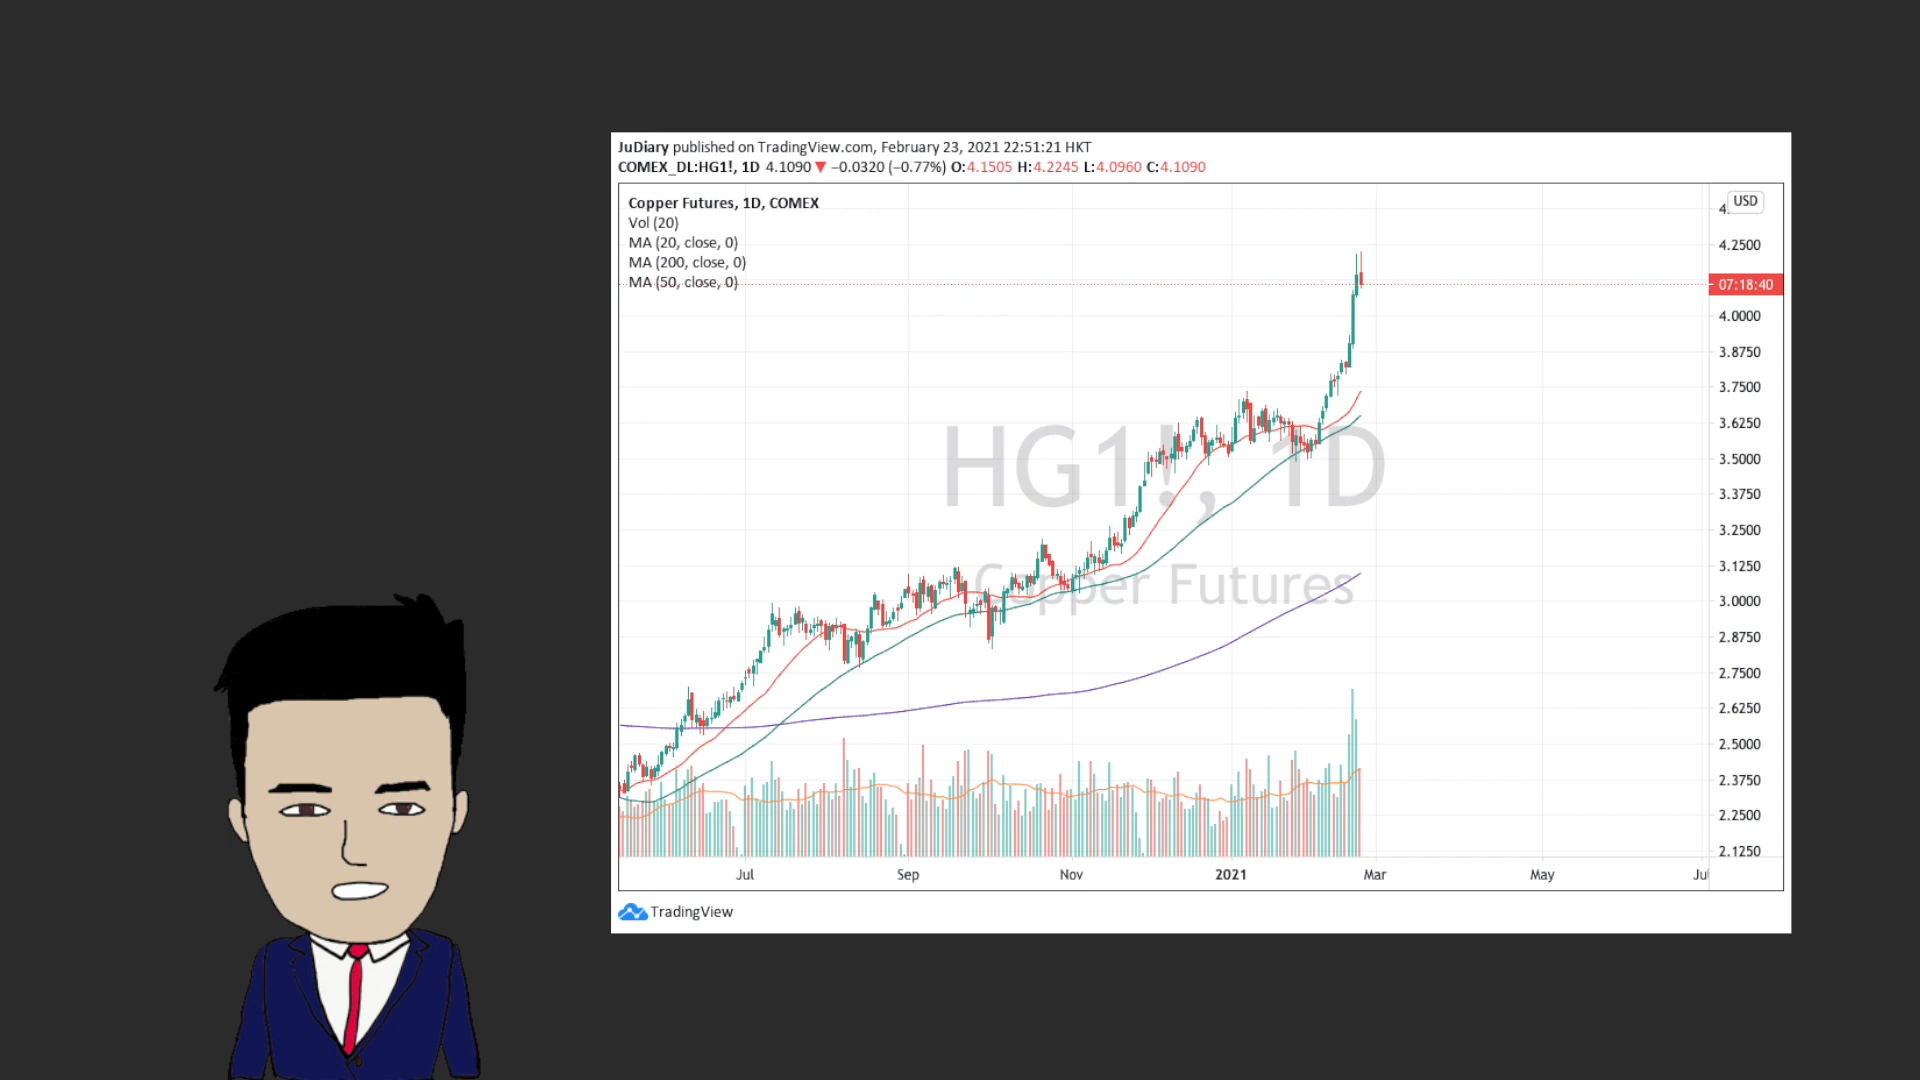 JuDiary published on TradingView.com, February 23, 2021 22:51:21 HKT
COMEX_DL:HG1!, 1D 4.1090 ▼ −0.0320 (−0.77%) O:4.1505 H:4.2245 L:4.0960 C:4.1090
Copper Futures, 1D, COMEX
Vol (20)
MA (20, close, 0)
MA (200, close, 0)
MA (50, close, 0)
HG1!, 1D
Copper Futures
USD
4.2500
07:18:40
4.0000
3.8750
3.7500
3.6250
3.5000
3.3750
3.2500
3.1250
3.0000
2.8750
2.7500
2.6250
2.5000
2.3750
2.2500
2.1250
Jul Sep Nov 2021 Mar May
TradingView